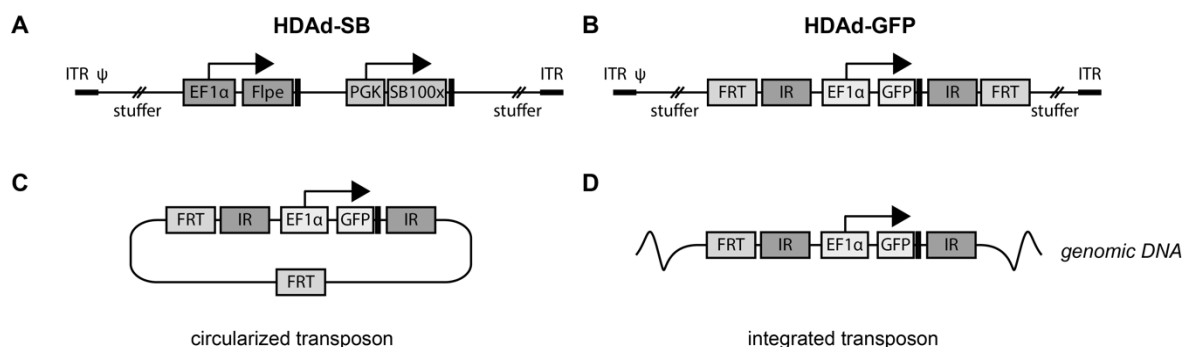 A HDAd-SB
ITR ψ EF1α Flpe PGK SB100x ITR
stuffer stuffer
B HDAd-GFP
ITR ψ FRT IR EF1α GFP IR FRT ITR
stuffer stuffer
C
FRT IR EF1α GFP IR
FRT
circularized transposon
D
FRT IR EF1α GFP IR genomic DNA
integrated transposon